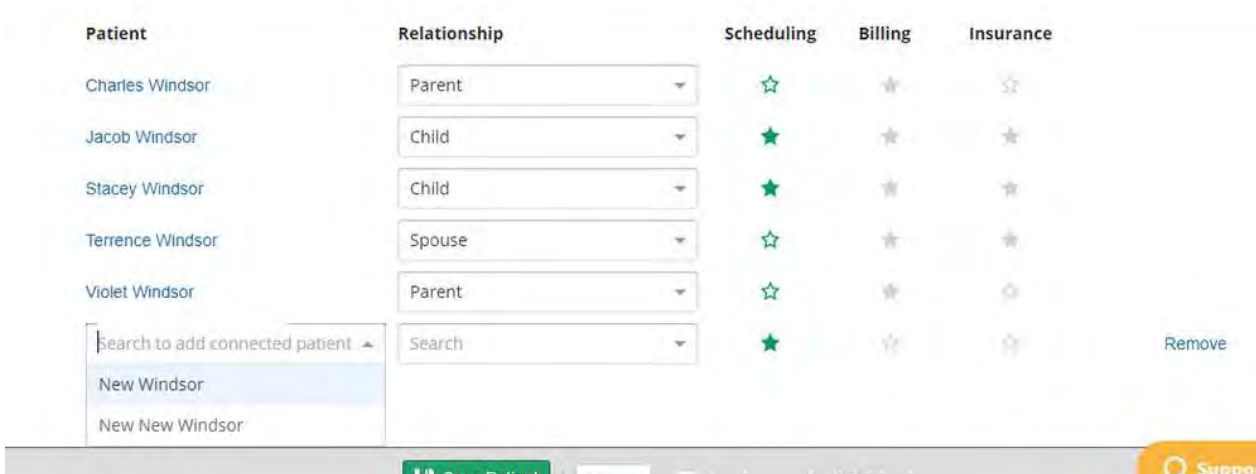 Patient Relationship Scheduling Billing Insurance
Charles Windsor Parent
Jacob Windsor Child
Stacey Windsor Child
Terrence Windsor Spouse
Violet Windsor Parent
Search to add connected patient Search Remove
New Windsor
New New Windsor